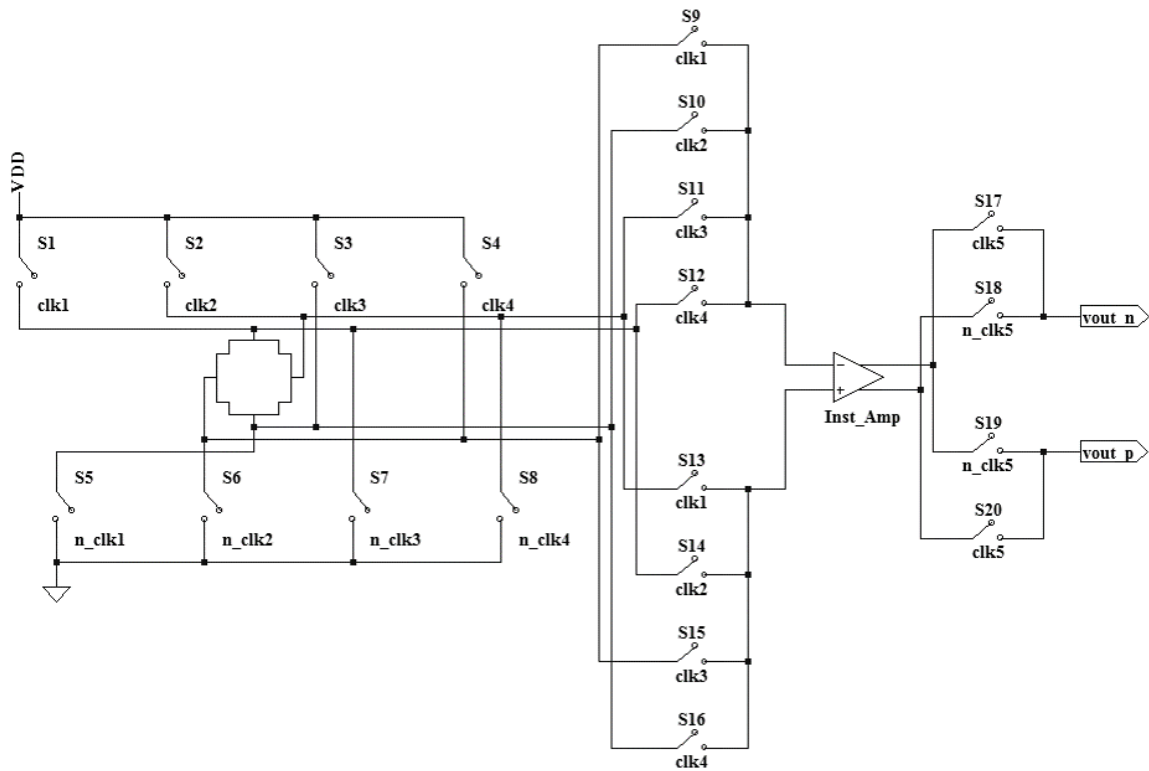 S9
clk1
S10
clk2
VDD
S11
clk3
S17
clk5
S1
S2
S3
S4
S12
clk4
clk1
clk2
clk3
clk4
S18
n_clk5
vout_n
−
+
Inst_Amp
S19
n_clk5
vout_p
S13
clk1
S5
S6
S7
S8
n_clk1
n_clk2
n_clk3
n_clk4
S20
clk5
S14
clk2
S15
clk3
S16
clk4